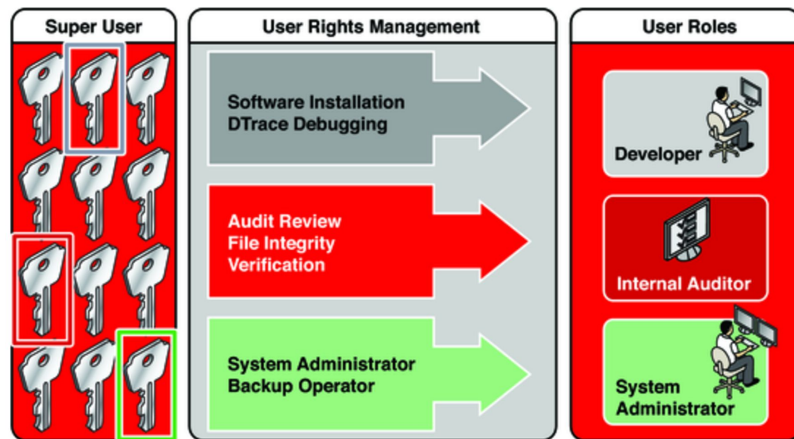 Super User
User Rights Management
User Roles
Software Installation
DTrace Debugging
Developer
Audit Review
File Integrity
Verification
Internal Auditor
System Administrator
Backup Operator
System
Administrator